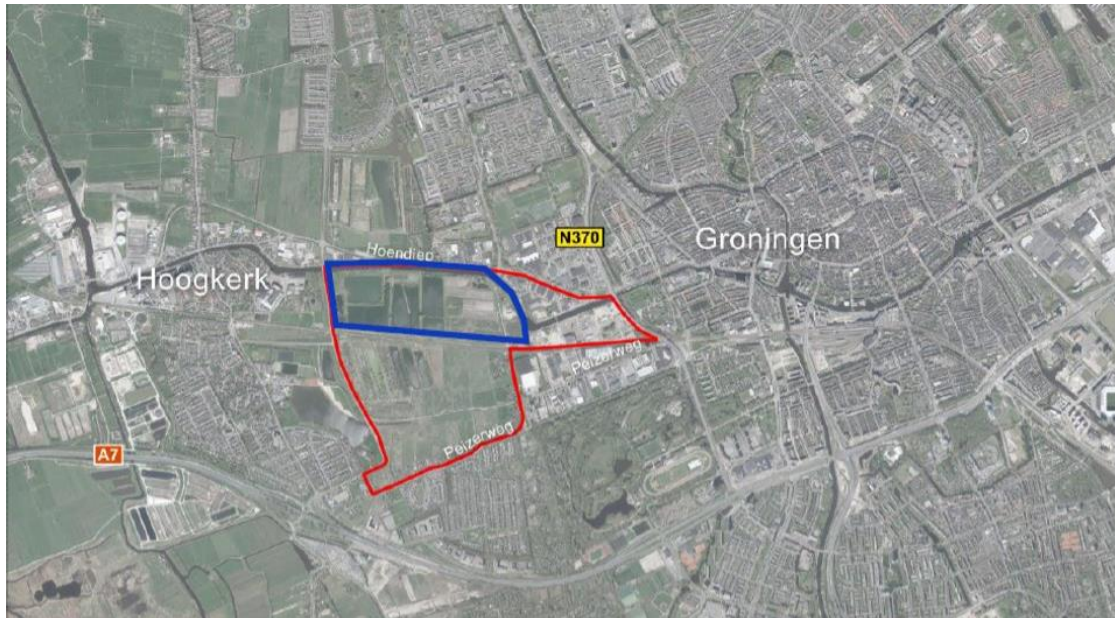 N370
Groningen
Hoendiep
Hoogkerk
Peizerweg
Peizerweg
A7